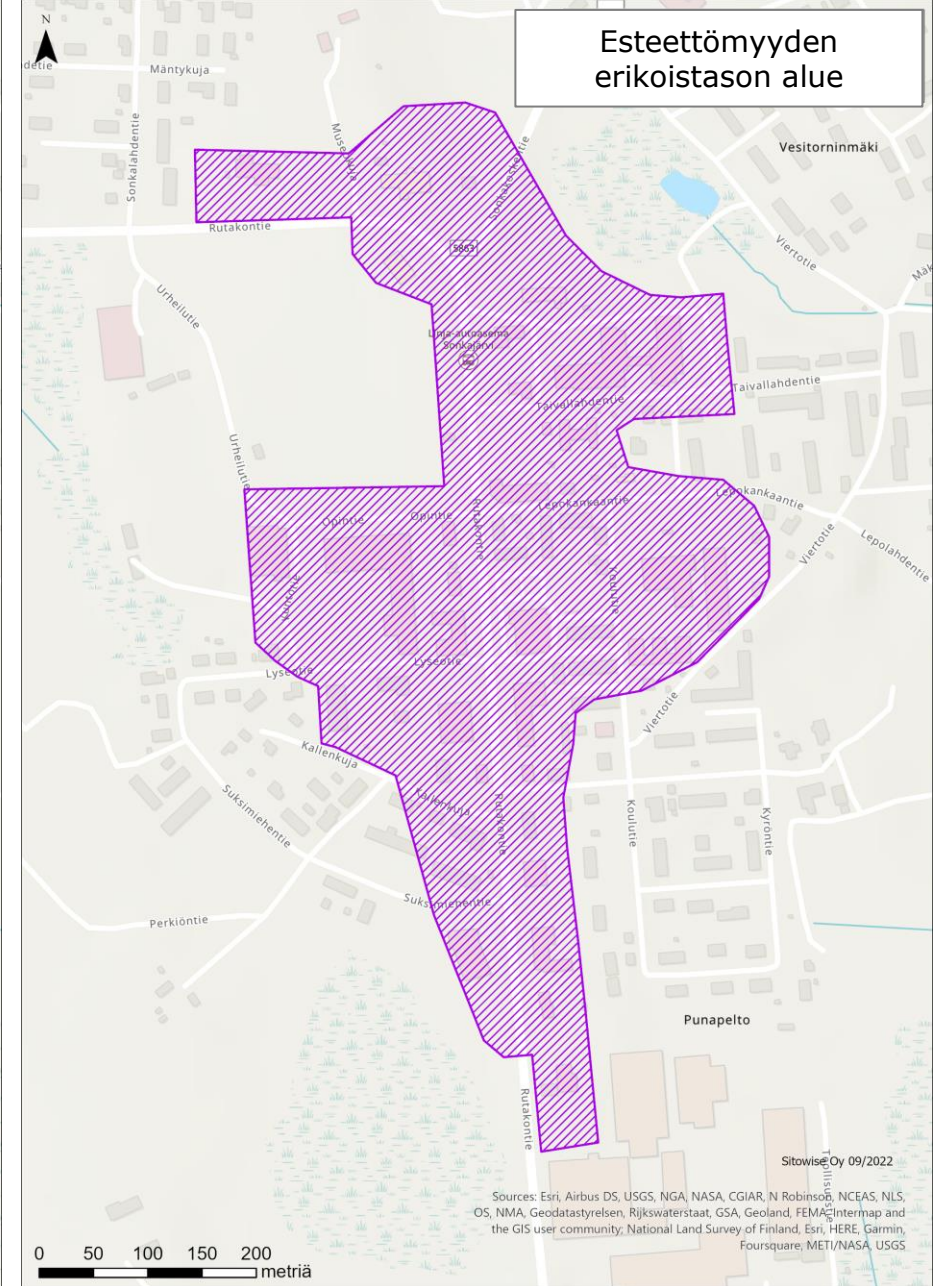 Esteettömyyden
erikoistason alue
N
Mäntykuja
Sonkalahdentie
Museokuja
Sonkakoskentie
Vesitorninmäki
Rutakontie
5863
Viertotie
Urheilutie
Linja-autoasema
Sonkajärvi
Taivallahdentie
Taivallahdentie
Urheilutie
Opintie
Opintie
Rutakontie
Lepokankaantie
Lepokankaantie
Lepolahdentie
Viertotie
Kuntotie
Koulutie
Lyseotie
Lyseotie
Viertotie
Kallenkuja
Kallenkuja
Rutakontie
Koulutie
Kyröntie
Suksimiehentie
Suksimiehentie
Perkiöntie
Punapelto
Rutakontie
Sitowise Oy 09/2022
Sources: Esri, Airbus DS, USGS, NGA, NASA, CGIAR, N Robinson, NCEAS, NLS,
OS, NMA, Geodatastyrelsen, Rijkswaterstaat, GSA, Geoland, FEMA, Intermap and
the GIS user community; National Land Survey of Finland, Esri, HERE, Garmin,
Foursquare, METI/NASA, USGS
0 50 100 150 200
metriä